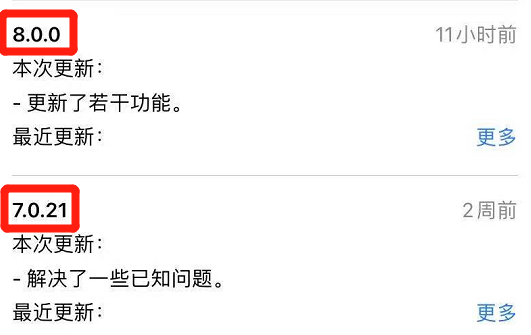 8.0.0 11小时前
本次更新：
- 更新了若干功能。
最近更新： 更多
7.0.21 2周前
本次更新：
- 解决了一些已知问题。
最近更新： 更多